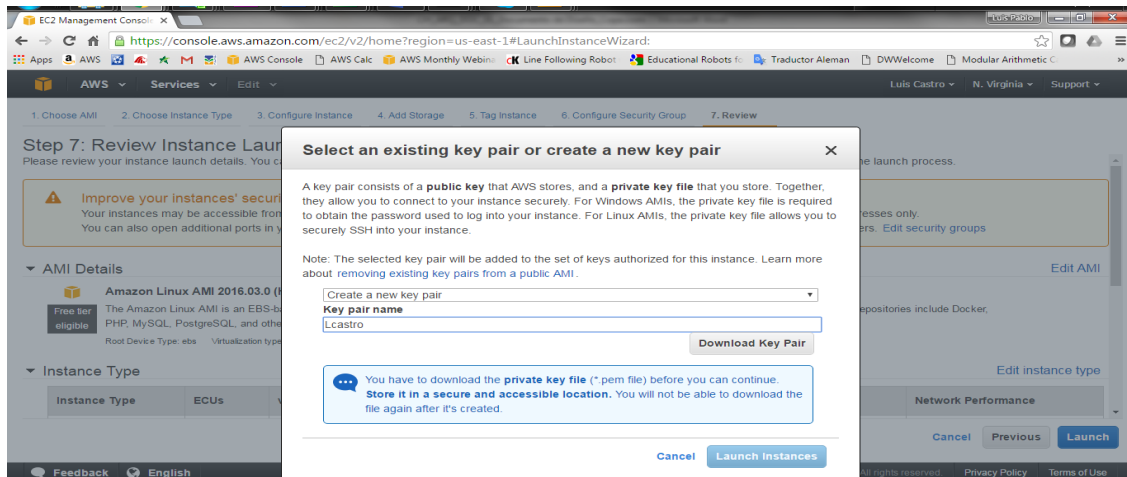 EC2 Management Console
Luis Pablo
https://console.aws.amazon.com/ec2/v2/home?region=us-east-1#LaunchInstanceWizard:
Apps AWS AWS Console AWS Calc AWS Monthly Webina Line Following Robot Educational Robots fo Traductor Aleman DWWelcome Modular Arithmetic C »
AWS Services Edit Luis Castro N. Virginia Support
1. Choose AMI 2. Choose Instance Type 3. Configure Instance 4. Add Storage 5. Tag Instance 6. Configure Security Group 7. Review
Step 7: Review Instance Laun
Please review your instance launch details. You ca
he launch process.
Improve your instances' securi
Your instances may be accessible from
resses only.
You can also open additional ports in y
ers. Edit security groups
AMI Details
Edit AMI
Amazon Linux AMI 2016.03.0 (H
Free tier eligible
The Amazon Linux AMI is an EBS-ba
epositories include Docker,
PHP, MySQL, PostgreSQL, and othe
Root Device Type: ebs Virtualization type
Instance Type
Edit instance type
Instance Type ECUs v
Network Performance
Cancel Previous Launch
Feedback English
All rights reserved. Privacy Policy Terms of Use
Select an existing key pair or create a new key pair
A key pair consists of a public key that AWS stores, and a private key file that you store. Together,
they allow you to connect to your instance securely. For Windows AMIs, the private key file is required
to obtain the password used to log into your instance. For Linux AMIs, the private key file allows you to
securely SSH into your instance.
Note: The selected key pair will be added to the set of keys authorized for this instance. Learn more
about removing existing key pairs from a public AMI.
Create a new key pair
Key pair name
Lcastro
Download Key Pair
You have to download the private key file (*.pem file) before you can continue.
Store it in a secure and accessible location. You will not be able to download the
file again after it's created.
Cancel Launch Instances